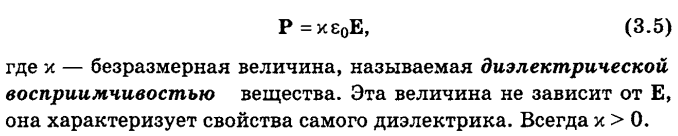 P = ϰε₀E, (3.5)
где ϰ — безразмерная величина, называемая диэлектрической
восприимчивостью вещества. Эта величина не зависит от E,
она характеризует свойства самого диэлектрика. Всегда ϰ > 0.